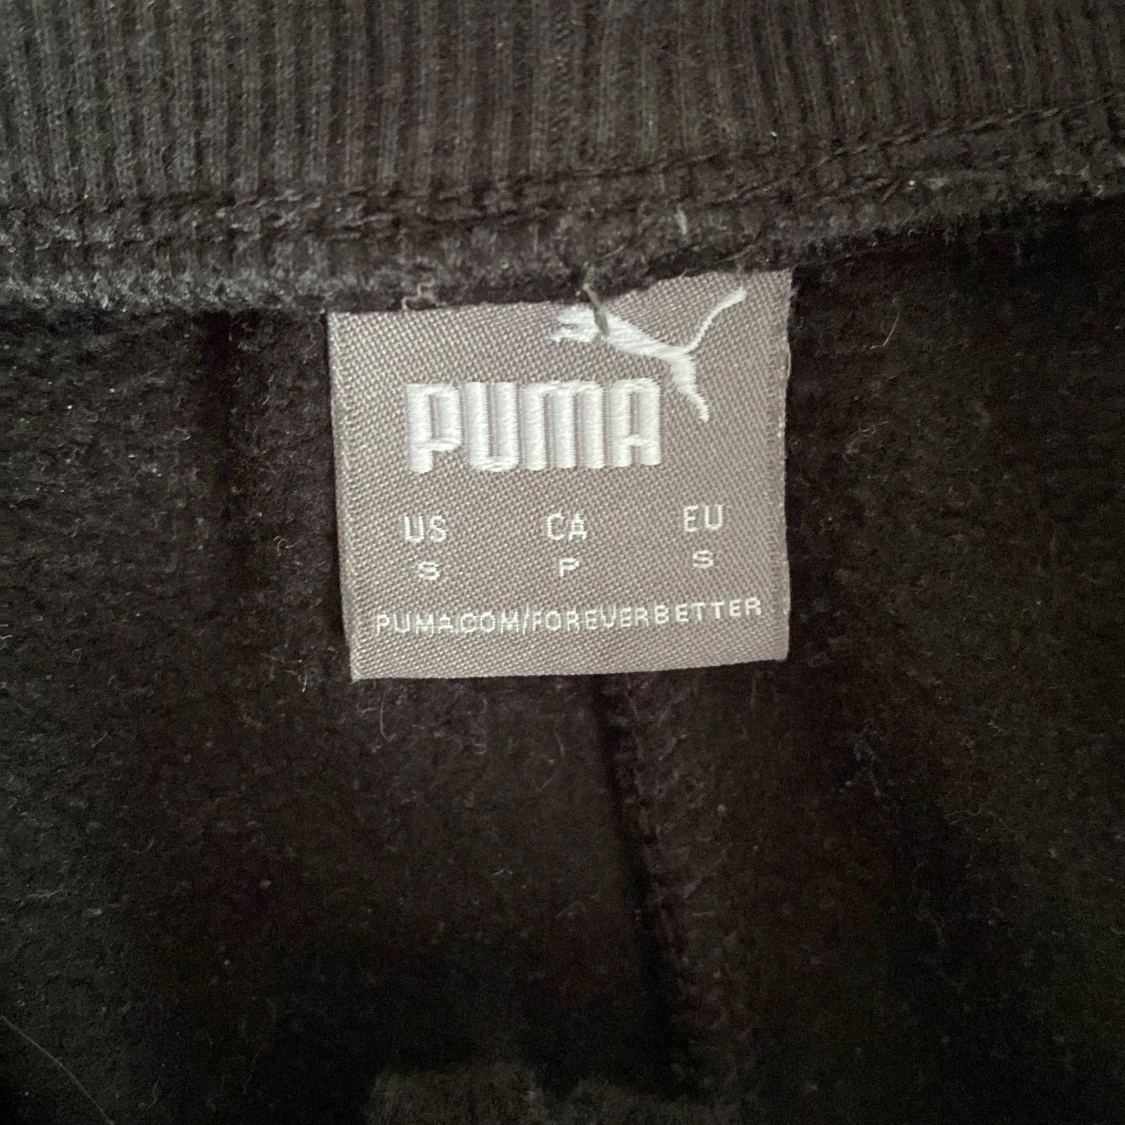 PUMA
US CA EU
S P S
PUMA.COM/FOREVERBETTER